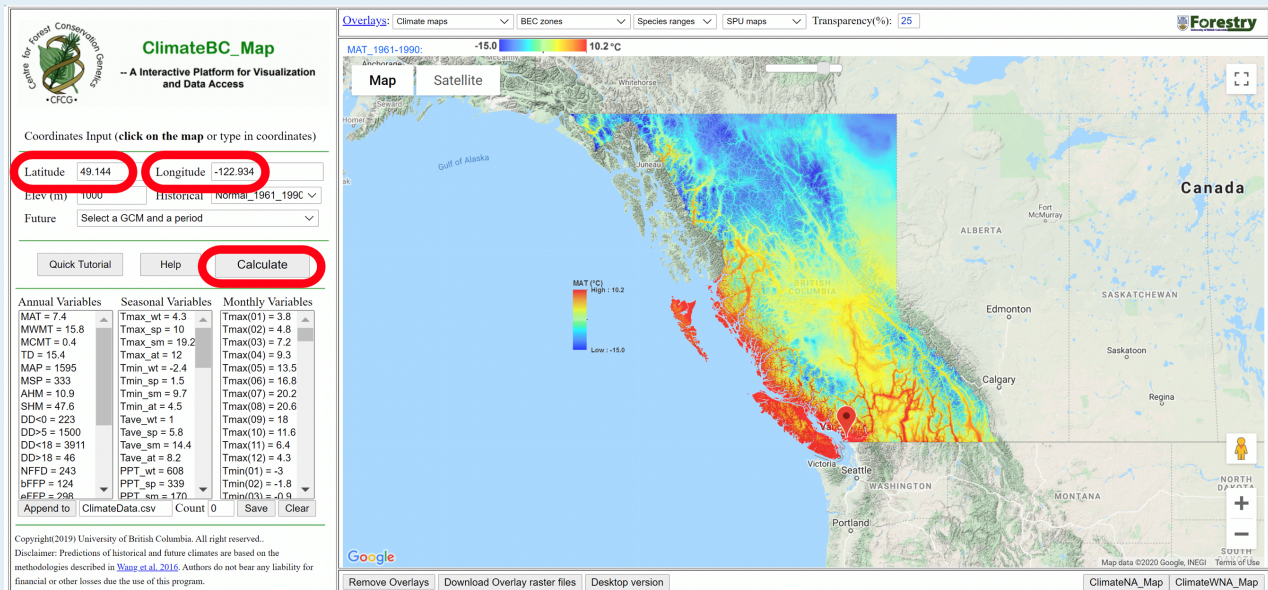 Centre for Forest Conservation Genetics
• CFCG •
ClimateBC_Map
-- A Interactive Platform for Visualization
and Data Access
Coordinates Input (click on the map or type in coordinates)
Latitude 49.144 Longitude -122.934
Elev (m) 1000 Historical Normal_1961_1990
Future Select a GCM and a period
Quick Tutorial Help Calculate
Annual Variables Seasonal Variables Monthly Variables
MAT = 7.4 Tmax_wt = 4.3 Tmax(01) = 3.8
MWMT = 15.8 Tmax_sp = 10 Tmax(02) = 4.8
MCMT = 0.4 Tmax_sm = 19.2 Tmax(03) = 7.2
TD = 15.4 Tmax_at = 12 Tmax(04) = 9.3
MAP = 1595 Tmin_wt = -2.4 Tmax(05) = 13.5
MSP = 333 Tmin_sp = 1.5 Tmax(06) = 16.8
AHM = 10.9 Tmin_sm = 9.7 Tmax(07) = 20.2
SHM = 47.6 Tmin_at = 4.5 Tmax(08) = 20.6
DD<0 = 223 Tave_wt = 1 Tmax(09) = 18
DD>5 = 1500 Tave_sp = 5.8 Tmax(10) = 11.6
DD<18 = 3911 Tave_sm = 14.4 Tmax(11) = 6.4
DD>18 = 46 Tave_at = 8.2 Tmax(12) = 4.3
NFFD = 243 PPT_wt = 608 Tmin(01) = -3
bFFP = 124 PPT_sp = 339 Tmin(02) = -1.8
eFFP = 298 PPT_sm = 170 Tmin(03) = -0.9
Append to ClimateData.csv Count 0 Save Clear
Copyright(2019) University of British Columbia. All right reserved..
Disclaimer: Predictions of historical and future climates are based on the
methodologies described in Wang et al. 2016. Authors do not bear any liability for
financial or other losses due the use of this program.
Overlays: Climate maps BEC zones Species ranges SPU maps Transparency(%): 25
Forestry
MAT_1961-1990: -15.0 10.2 °C
Map Satellite
Anchorage
McCarthy
Whitehorse
Seward
Homer
Gulf of Alaska
Juneau
Canada
Fort
McMurray
ALBERTA
BRITISH
COLUMBIA
MAT (°C)
High : 10.2
Low : -15.0
SASKATCHEWAN
Edmonton
Saskatoon
Calgary
Regina
Victoria
Seattle
WASHINGTON
MONTANA
NORTH
DAKOTA
Portland
SOUTH
DAKOTA
Google
Map data ©2020 Google, INEGI Terms of Use
Remove Overlays Download Overlay raster files Desktop version ClimateNA_Map ClimateWNA_Map